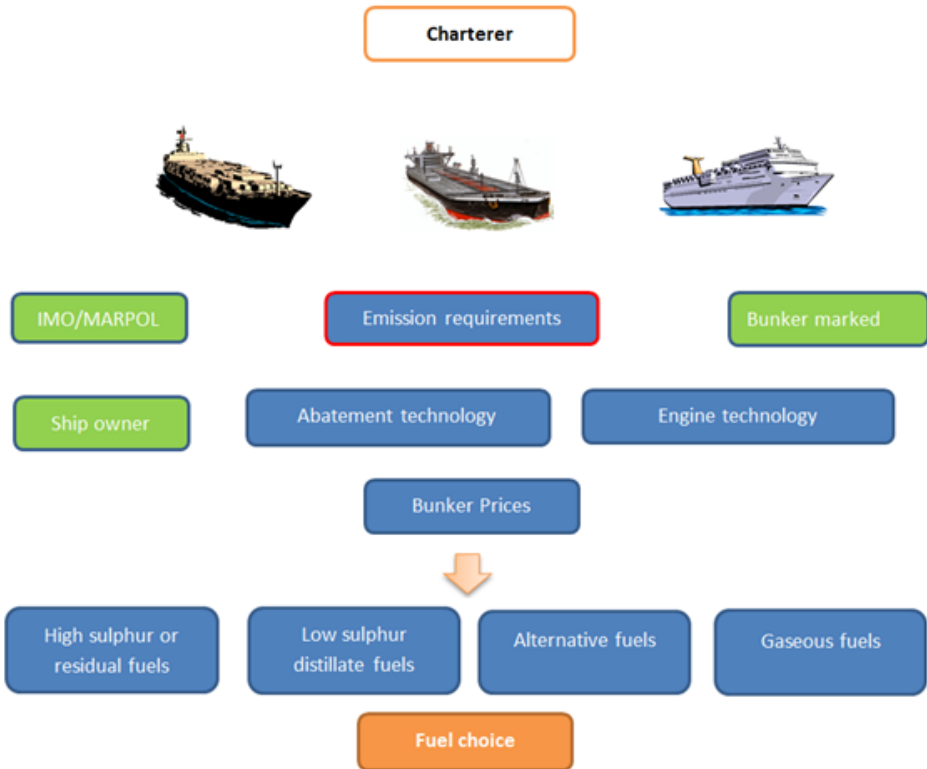 Charterer
IMO/MARPOL
Emission requirements
Bunker marked
Ship owner
Abatement technology
Engine technology
Bunker Prices
High sulphur or
residual fuels
Low sulphur
distillate fuels
Alternative fuels
Gaseous fuels
Fuel choice